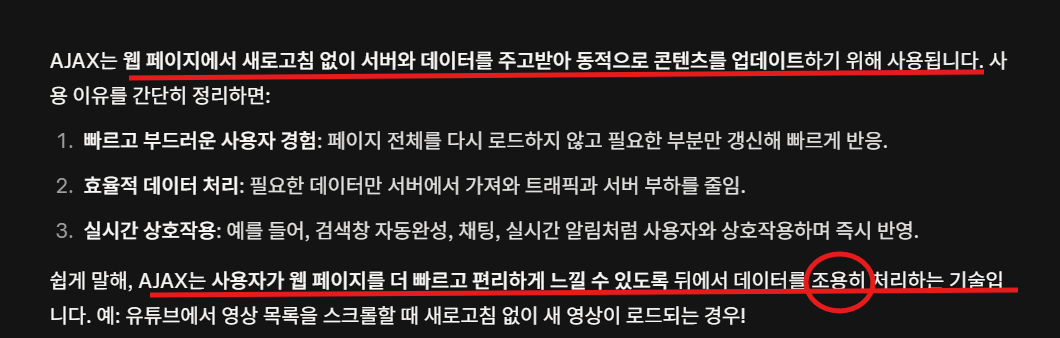 AJAX는 웹 페이지에서 새로고침 없이 서버와 데이터를 주고받아 동적으로 콘텐츠를 업데이트하기 위해 사용됩니다. 사
용 이유를 간단히 정리하면:
1. 빠르고 부드러운 사용자 경험: 페이지 전체를 다시 로드하지 않고 필요한 부분만 갱신해 빠르게 반응.
2. 효율적 데이터 처리: 필요한 데이터만 서버에서 가져와 트래픽과 서버 부하를 줄임.
3. 실시간 상호작용: 예를 들어, 검색창 자동완성, 채팅, 실시간 알림처럼 사용자와 상호작용하며 즉시 반영.
쉽게 말해, AJAX는 사용자가 웹 페이지를 더 빠르고 편리하게 느낄 수 있도록 뒤에서 데이터를 조용히 처리하는 기술입
니다. 예: 유튜브에서 영상 목록을 스크롤할 때 새로고침 없이 새 영상이 로드되는 경우!